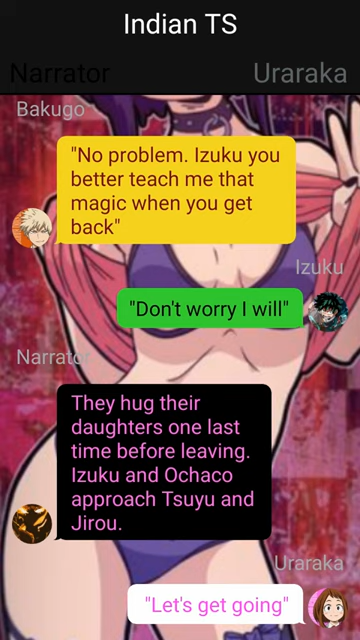 Indian TS
Narrator
Uraraka
Bakugo
"No problem. Izuku you
better teach me that
magic when you get
back"
Izuku
"Don't worry I will"
Narrator
They hug their
daughters one last
time before leaving.
Izuku and Ochaco
approach Tsuyu and
Jirou.
Uraraka
"Let's get going"